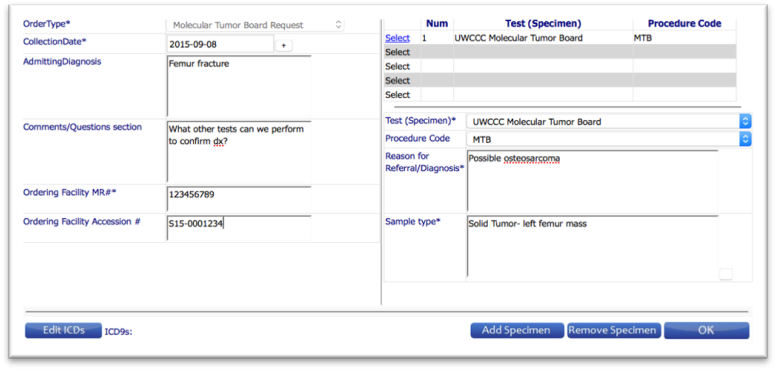 OrderType*
Molecular Tumor Board Request
CollectionDate*
2015-09-08
+
AdmittingDiagnosis
Femur fracture
Comments/Questions section
What other tests can we perform
to confirm dx?
Ordering Facility MR#*
123456789
Ordering Facility Accession #
S15-0001234
Num Test (Specimen) Procedure Code
Select 1 UWCCC Molecular Tumor Board MTB
Select
Select
Select
Select
Test (Specimen)*
UWCCC Molecular Tumor Board
Procedure Code
MTB
Reason for
Referral/Diagnosis*
Possible osteosarcoma
Sample type*
Solid Tumor- left femur mass
Edit ICDs
ICD9s:
Add Specimen
Remove Specimen
OK